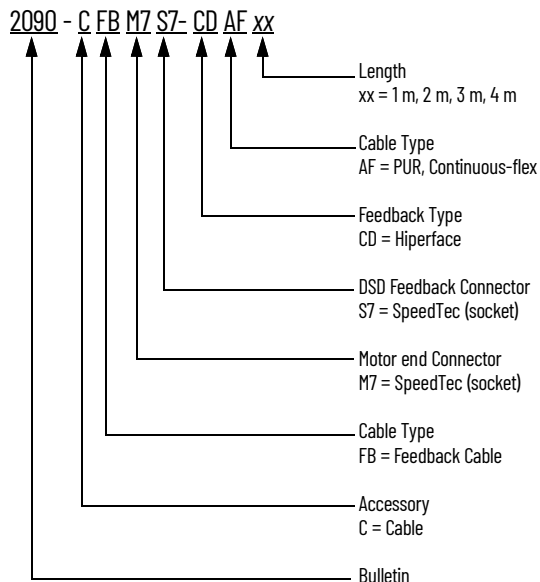 2090 - C FB M7 S7- CD AF xx
Length
xx = 1 m, 2 m, 3 m, 4 m
Cable Type
AF = PUR, Continuous-flex
Feedback Type
CD = Hiperface
DSD Feedback Connector
S7 = SpeedTec (socket)
Motor end Connector
M7 = SpeedTec (socket)
Cable Type
FB = Feedback Cable
Accessory
C = Cable
Bulletin